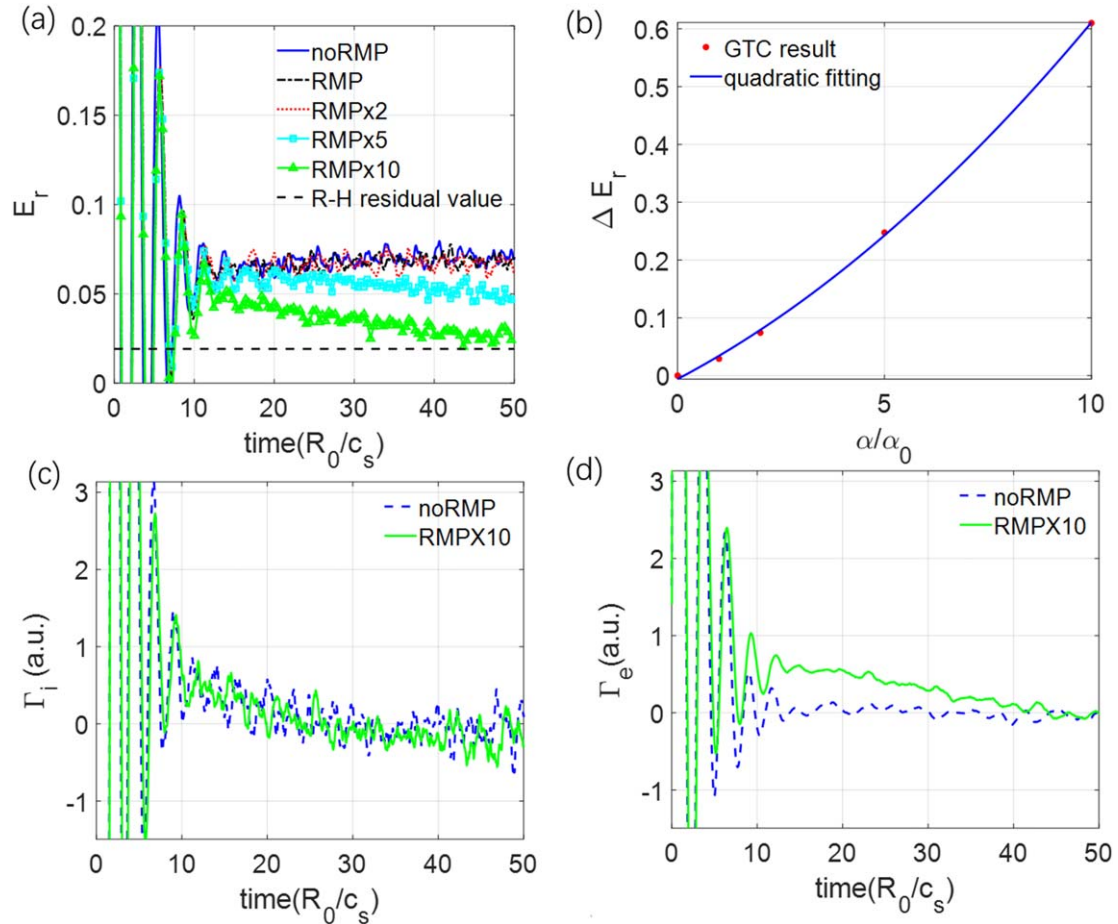 (a)
0.2
0.15
0.1
0.05
0
E_r
noRMP
RMP
RMPx2
RMPx5
RMPx10
R-H residual value
0 10 20 30 40 50
time(R_0/c_s)
(b)
0.6
0.5
0.4
0.3
0.2
0.1
0
Δ E_r
GTC result
quadratic fitting
0 5 10
α/α_0
(c)
3
2
1
0
-1
Γ_i (a.u.)
noRMP
RMPX10
0 10 20 30 40 50
time(R_0/c_s)
(d)
3
2
1
0
-1
Γ_e(a.u.)
noRMP
RMPX10
0 10 20 30 40 50
time(R_0/c_s)